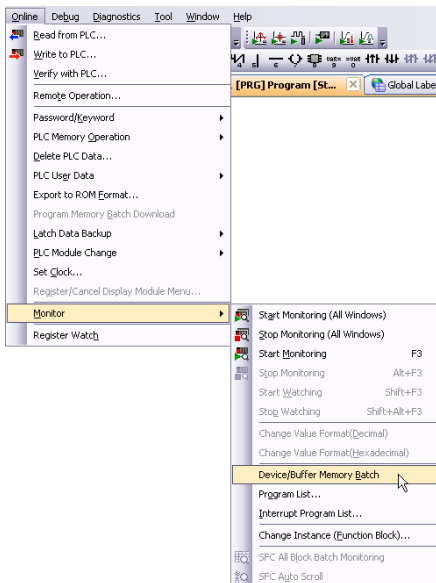 Online Debug Diagnostics Tool Window Help
Read from PLC...
Write to PLC...
Verify with PLC...
Remote Operation...
Password/Keyword
PLC Memory Operation
Delete PLC Data...
PLC User Data
Export to ROM Format...
Program Memory Batch Download
Latch Data Backup
PLC Module Change
Set Clock...
Register/Cancel Display Module Menu...
Monitor
Register Watch
[PRG] Program [St... Global Labe
Start Monitoring (All Windows)
Stop Monitoring (All Windows)
Start Monitoring F3
Stop Monitoring Alt+F3
Start Watching Shift+F3
Stop Watching Shift+Alt+F3
Change Value Format(Decimal)
Change Value Format(Hexadecimal)
Device/Buffer Memory Batch
Program List...
Interrupt Program List...
Change Instance (Function Block)...
SFC All Block Batch Monitoring
SFC Auto Scroll